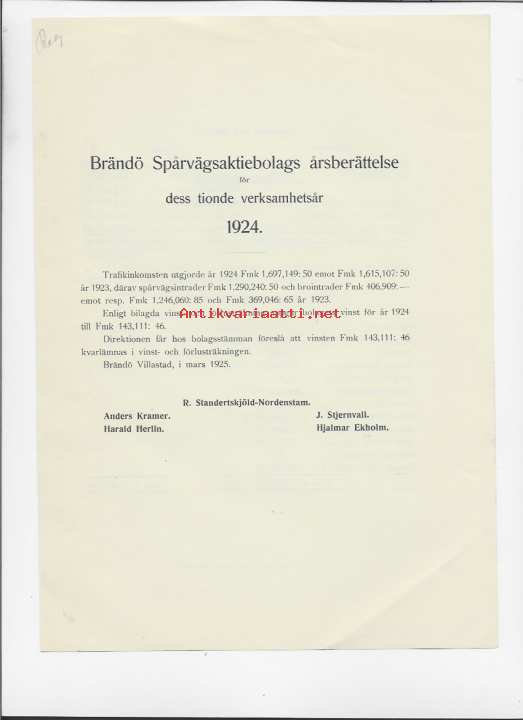 Brändö Spårvägsaktiebolags årsberättelse
för
dess tionde verksamhetsår
1924.
Trafikinkomsten utgjorde år 1924 Fmk 1,697,149: 50 emot Fmk 1,615,107: 50
år 1923, därav spårvägsintrader Fmk 1,290,240: 50 och brointrader Fmk 406,909: —
emot resp. Fmk 1,246,060: 85 och Fmk 369,046: 65 år 1923.
Enligt bilagda vinst- vinst för år 1924
Antikvariaatti.net
till Fmk 143,111: 46.
Direktionen får hos bolagsstämman föreslå att vinsten Fmk 143,111: 46
kvarlämnas i vinst- och förlusträkningen.
Brändö Villastad, i mars 1925.
R. Standertskjöld-Nordenstam.
Anders Kramer. J. Stjernvall.
Harald Herlin. Hjalmar Ekholm.